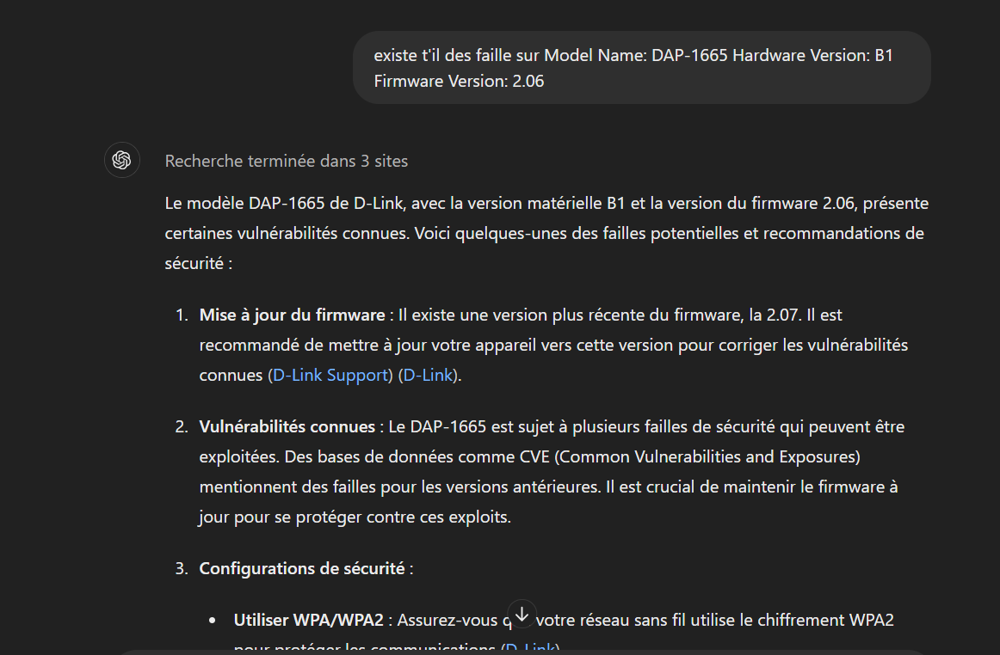 existe t'il des faille sur Model Name: DAP-1665 Hardware Version: B1
Firmware Version: 2.06
Recherche terminée dans 3 sites
Le modèle DAP-1665 de D-Link, avec la version matérielle B1 et la version du firmware 2.06, présente
certaines vulnérabilités connues. Voici quelques-unes des failles potentielles et recommandations de
sécurité :
1. Mise à jour du firmware : Il existe une version plus récente du firmware, la 2.07. Il est
recommandé de mettre à jour votre appareil vers cette version pour corriger les vulnérabilités
connues (D-Link Support) (D-Link).
2. Vulnérabilités connues : Le DAP-1665 est sujet à plusieurs failles de sécurité qui peuvent être
exploitées. Des bases de données comme CVE (Common Vulnerabilities and Exposures)
mentionnent des failles pour les versions antérieures. Il est crucial de maintenir le firmware à
jour pour se protéger contre ces exploits.
3. Configurations de sécurité :
• Utiliser WPA/WPA2 : Assurez-vous votre réseau sans fil utilise le chiffrement WPA2
pour protéger les communications (D-Link)